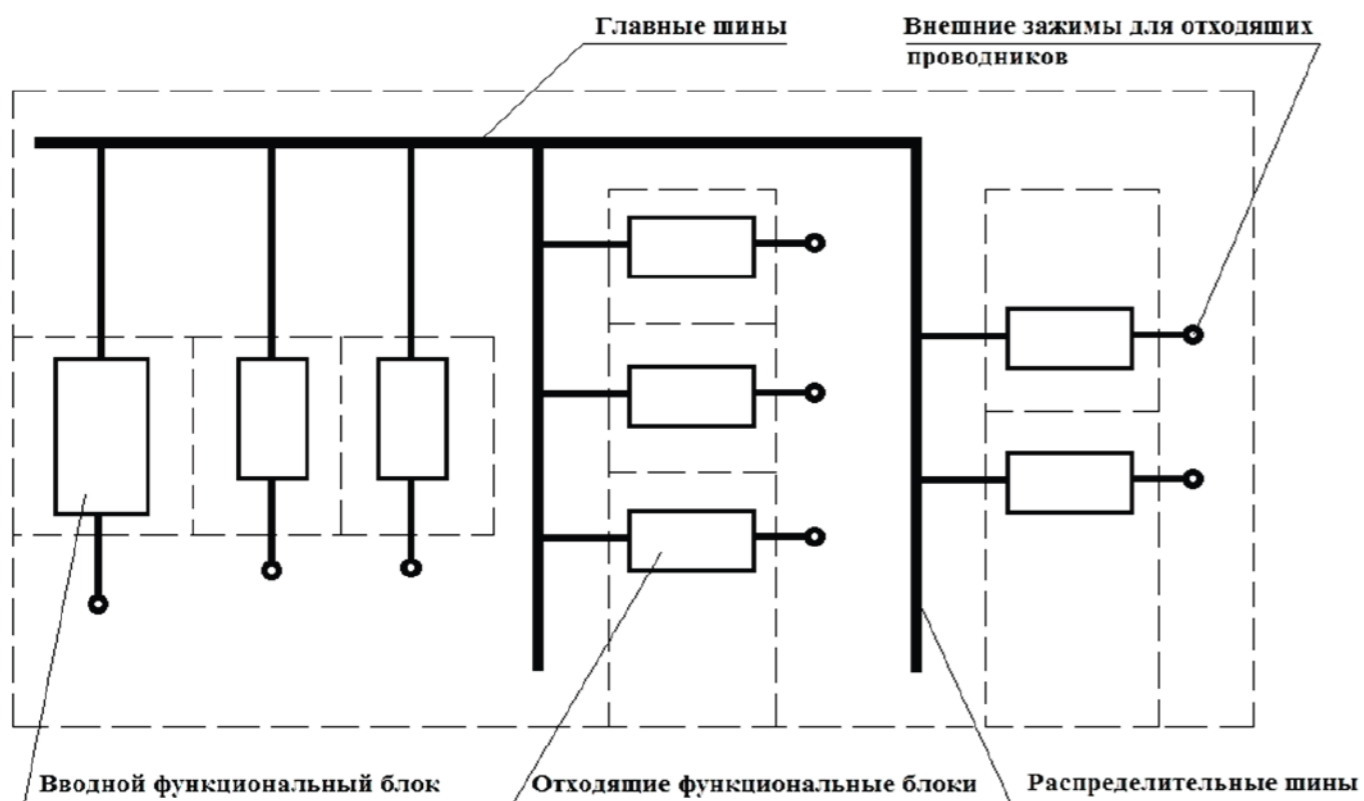 Главные шины
Внешние зажимы для отходящих
проводников
Вводной функциональный блок
Отходящие функциональные блоки
Распределительные шины